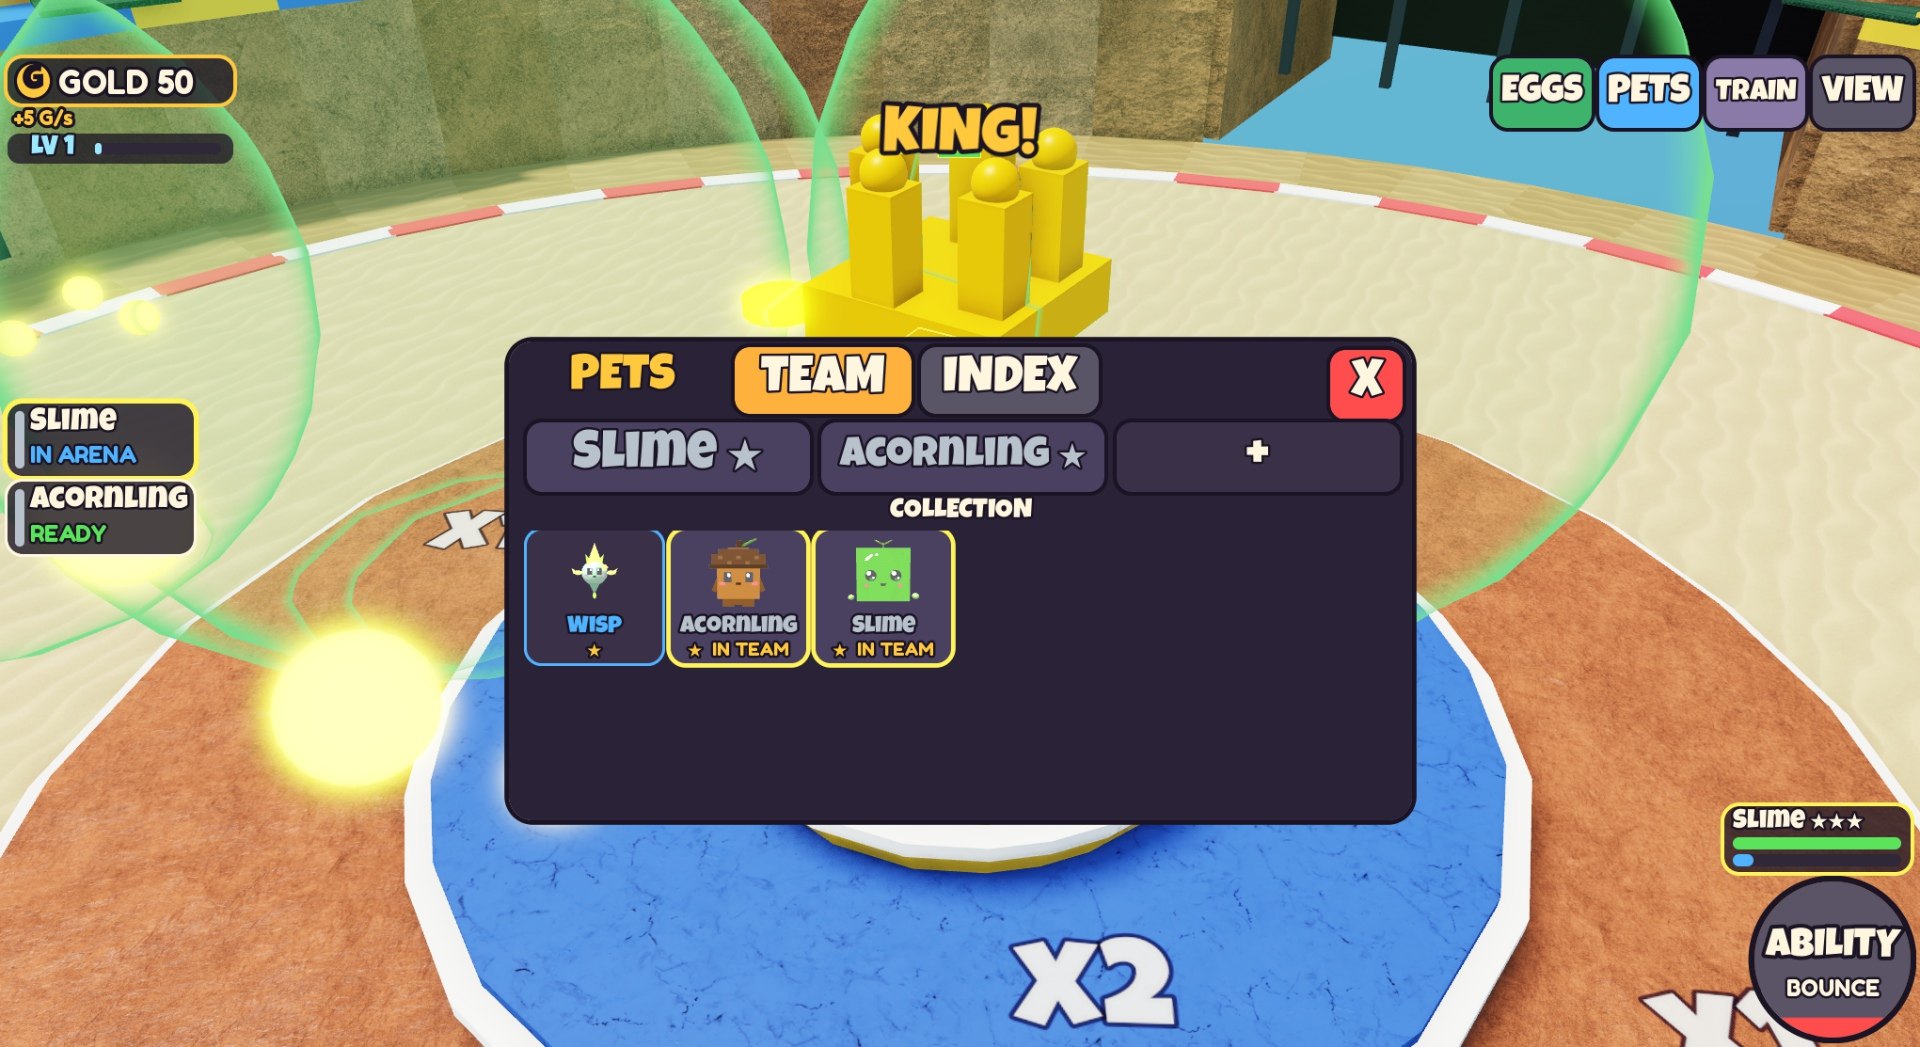 GOLD 50
+5 G/s
LV 1
KING!
EGGS
PETS
TRAIN
VIEW
SLIME
IN ARENA
ACORNLING
READY
PETS
TEAM
INDEX
X
SLIME ★
ACORNLING ★
+
COLLECTION
WISP
★
ACORNLING
★ IN TEAM
SLIME
★ IN TEAM
X2
SLIME ★★★
ABILITY
BOUNCE